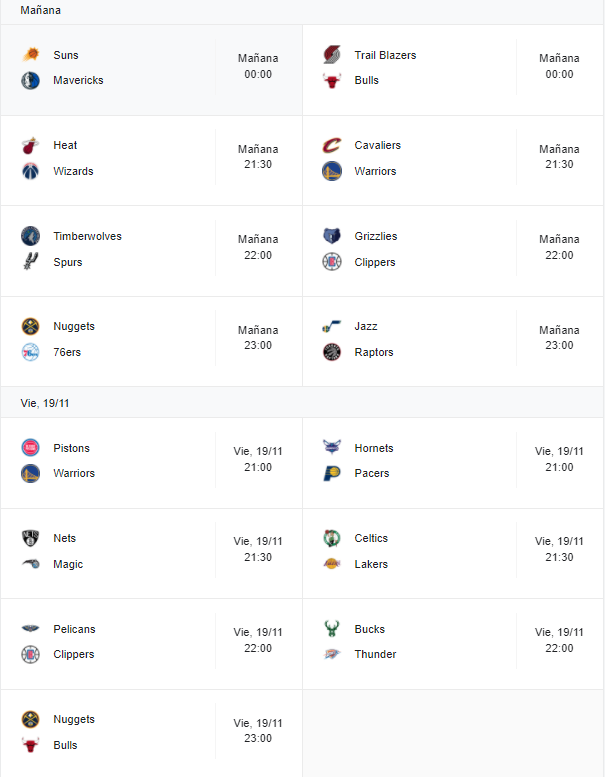 Mañana
Suns
Mavericks
Mañana
00:00
Trail Blazers
Bulls
Mañana
00:00
Heat
Wizards
Mañana
21:30
Cavaliers
Warriors
Mañana
21:30
Timberwolves
Spurs
Mañana
22:00
Grizzlies
Clippers
Mañana
22:00
Nuggets
76ers
Mañana
23:00
Jazz
Raptors
Mañana
23:00
Vie, 19/11
Pistons
Warriors
Vie, 19/11
21:00
Hornets
Pacers
Vie, 19/11
21:00
Nets
Magic
Vie, 19/11
21:30
Celtics
Lakers
Vie, 19/11
21:30
Pelicans
Clippers
Vie, 19/11
22:00
Bucks
Thunder
Vie, 19/11
22:00
Nuggets
Bulls
Vie, 19/11
23:00